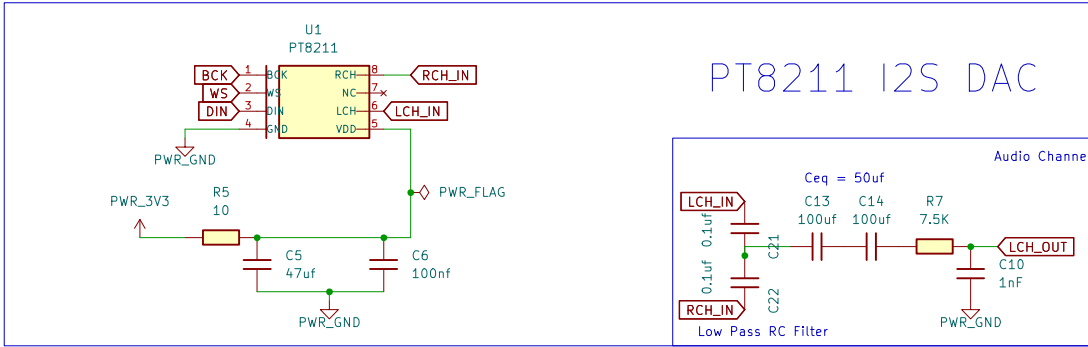 U1
PT8211
BCK
1
BCK
RCH
8
RCH_IN
WS
2
WS
NC
7
DIN
3
DIN
LCH
6
LCH_IN
4
GND
VDD
5
PWR_GND
PWR_FLAG
PWR_3V3
R5
10
C5
47uf
C6
100nf
PWR_GND
PT8211 I2S DAC
Audio Channe
Ceq = 50uf
LCH_IN
0.1uf
C21
C13
100uf
C14
100uf
R7
7.5K
LCH_OUT
C10
1nF
0.1uf
C22
RCH_IN
PWR_GND
Low Pass RC Filter